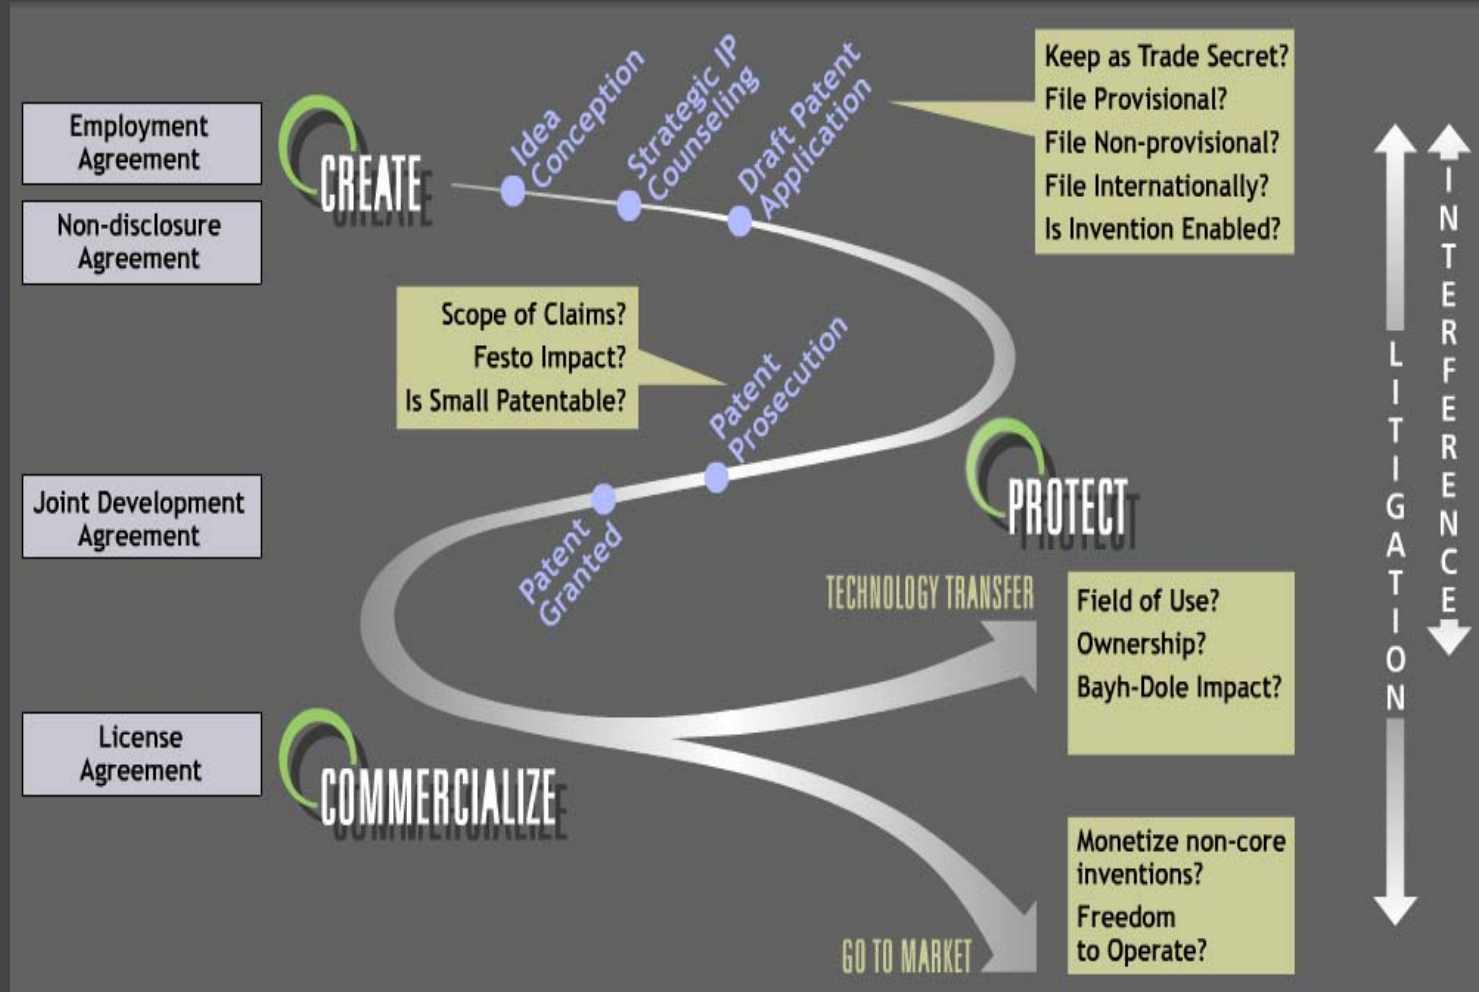 Employment
Agreement
Non-disclosure
Agreement
CREATE
Idea
Conception
Strategic IP
Counseling
Draft Patent
Application
Keep as Trade Secret?
File Provisional?
File Non-provisional?
File Internationally?
Is Invention Enabled?
Scope of Claims?
Festo Impact?
Is Small Patentable?
Patent
Prosecution
Patent
Granted
PROTECT
Joint Development
Agreement
TECHNOLOGY TRANSFER
Field of Use?
Ownership?
Bayh-Dole Impact?
License
Agreement
COMMERCIALIZE
GO TO MARKET
Monetize non-core
inventions?
Freedom
to Operate?
LITIGATION
INTERFERENCE